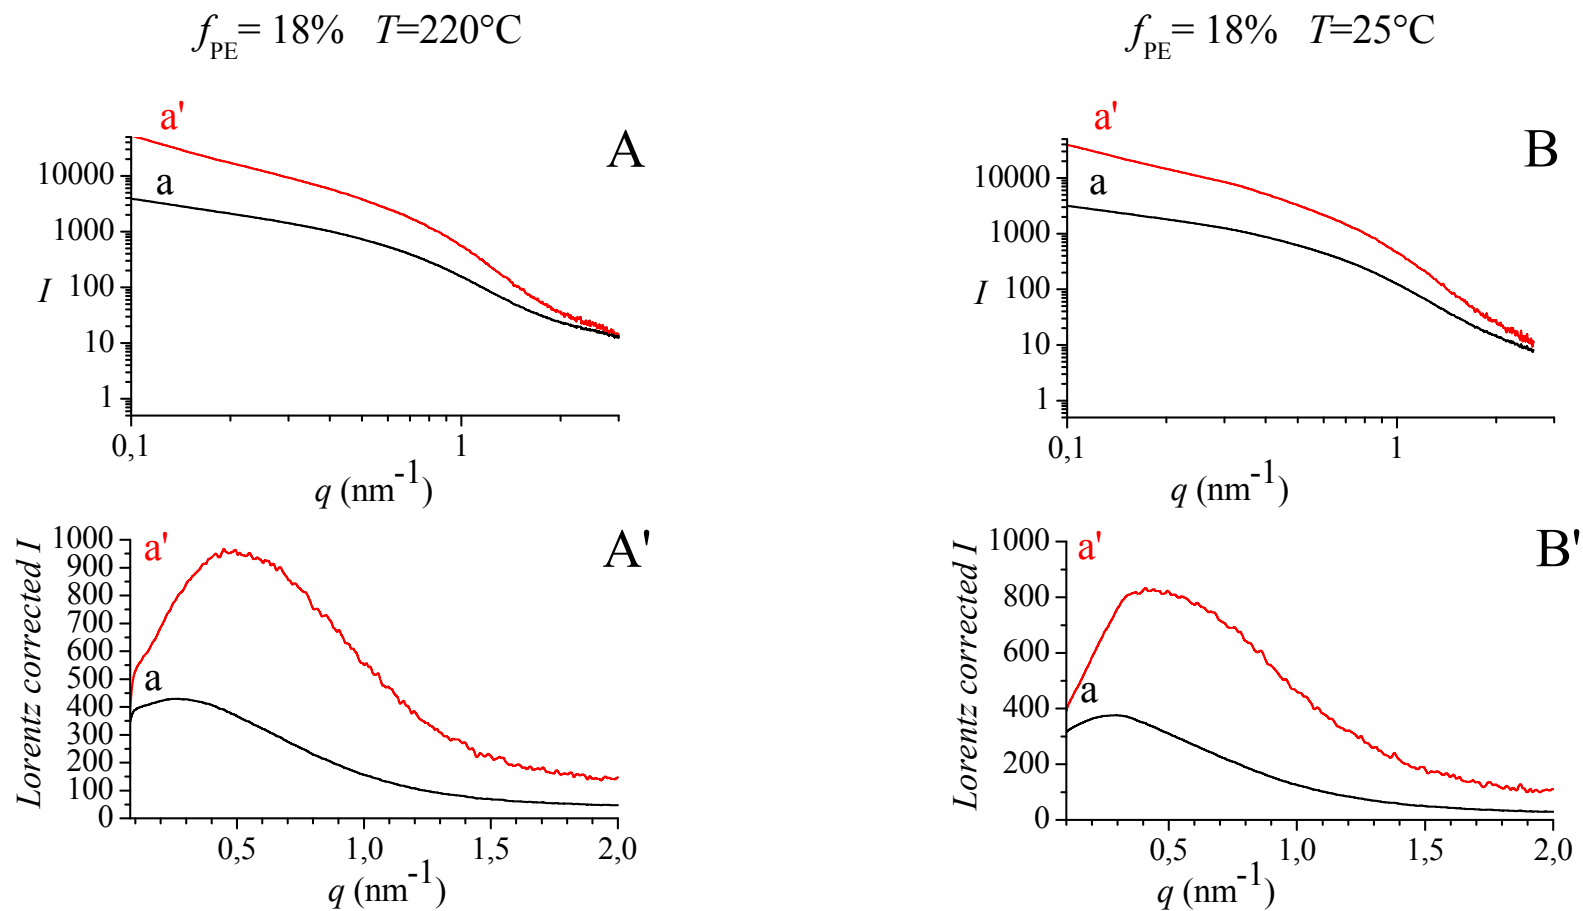 f_PE= 18% T=220°C
f_PE= 18% T=25°C
a'
A
a
10000
1000
100
10
1
I
0,1
1
q (nm^-1)
a'
B
a
10000
1000
100
10
1
I
0,1
1
q (nm^-1)
a'
A'
a
1000
900
800
700
600
500
400
300
200
100
0
Lorentz corrected I
0,5
1,0
1,5
2,0
q (nm^-1)
a'
B'
a
1000
800
600
400
200
0
Lorentz corrected I
0,5
1,0
1,5
2,0
q (nm^-1)